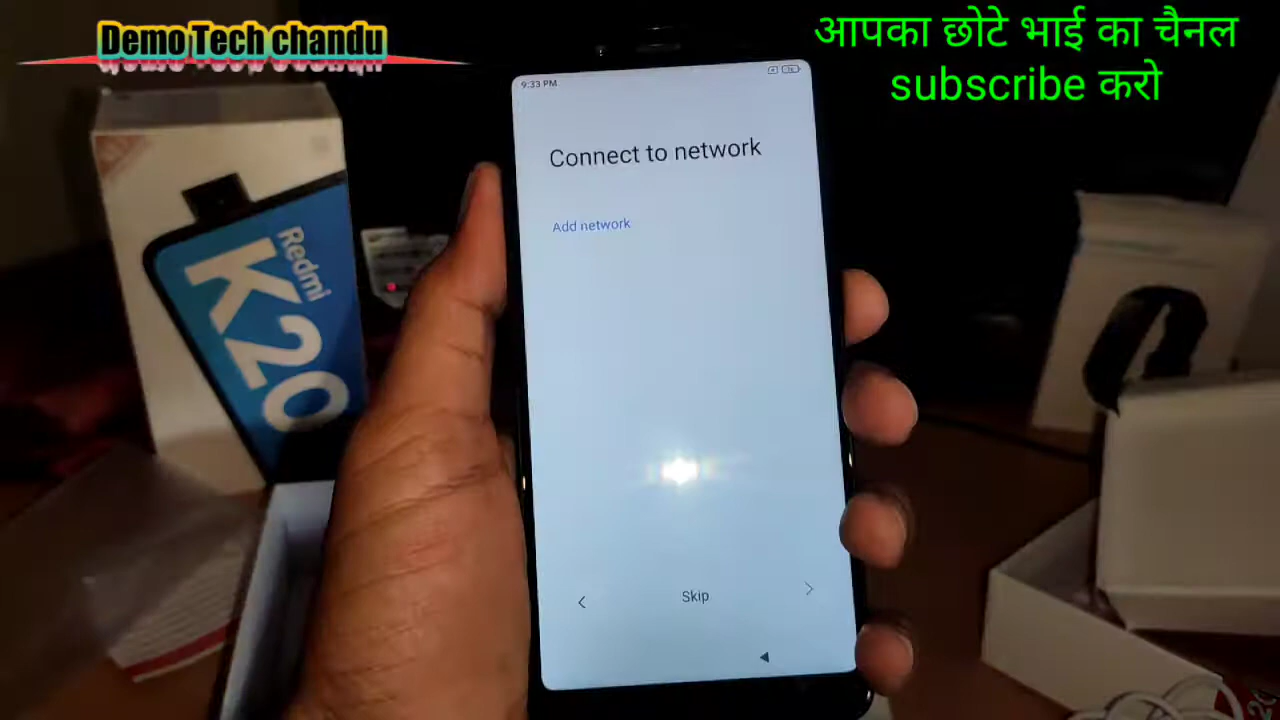 Demo Tech chandu
आपका छोटे भाई का चैनल
subscribe करो
9:33 PM
Connect to network
Add network
Skip
Redmi
K20